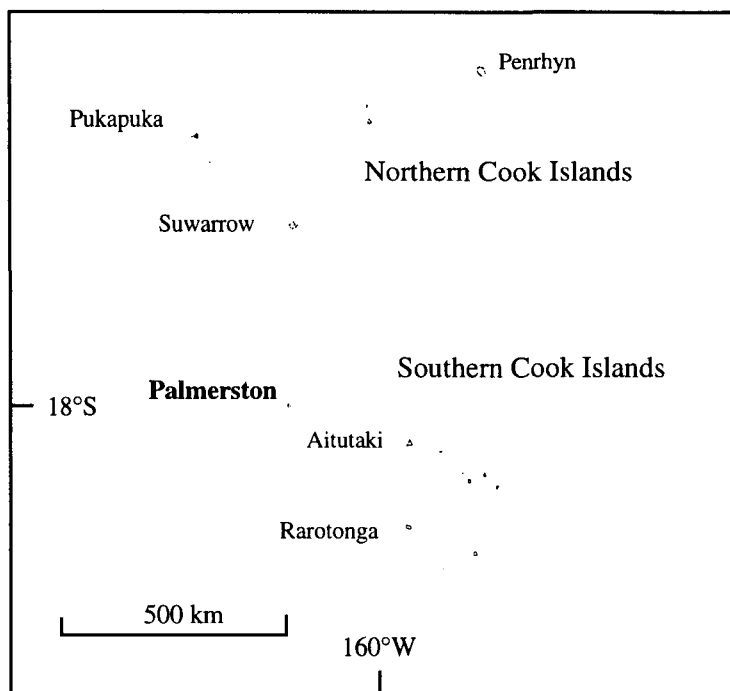 Penrhyn
Pukapuka
Northern Cook Islands
Suwarrow
Southern Cook Islands
Palmerston
18°S
Aitutaki
Rarotonga
500 km
160°W